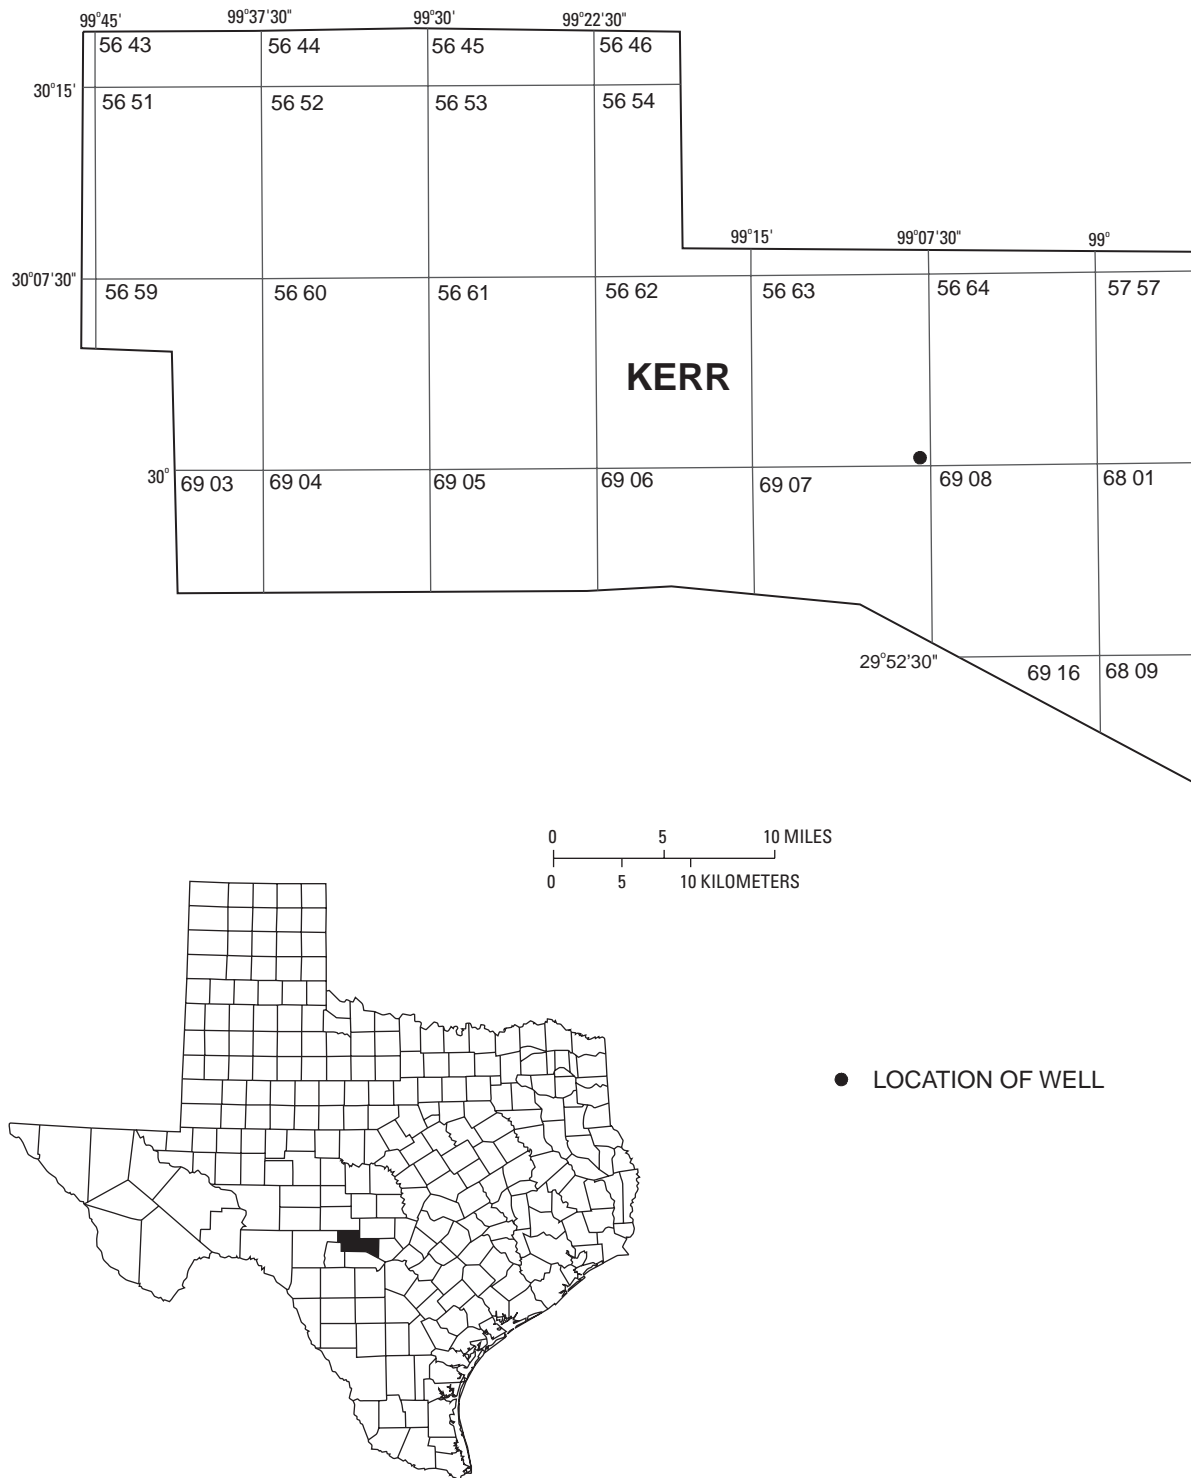 99°45' 99°37'30" 99°30' 99°22'30"
56 43 56 44 56 45 56 46
30°15'
56 51 56 52 56 53 56 54
99°15' 99°07'30" 99°
30°07'30"
56 59 56 60 56 61 56 62 56 63 56 64 57 57
KERR
30°
69 03 69 04 69 05 69 06 69 07 69 08 68 01
29°52'30"
69 16 68 09
0 5 10 MILES
0 5 10 KILOMETERS
LOCATION OF WELL